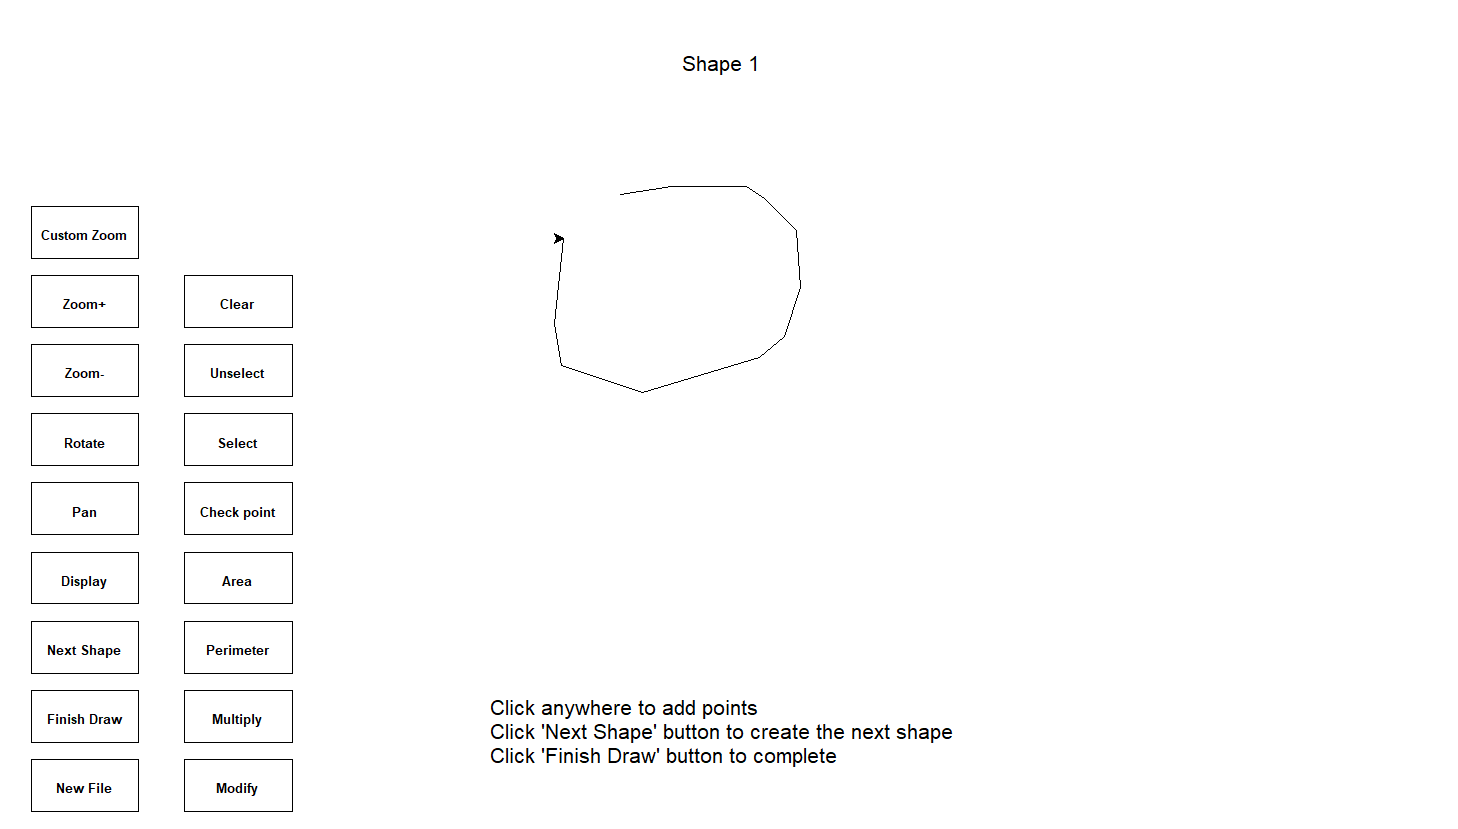 Shape 1
Custom Zoom
Zoom+
Clear
Zoom-
Unselect
Rotate
Select
Pan
Check point
Display
Area
Next Shape
Perimeter
Finish Draw
Multiply
New File
Modify
Click anywhere to add points
Click 'Next Shape' button to create the next shape
Click 'Finish Draw' button to complete